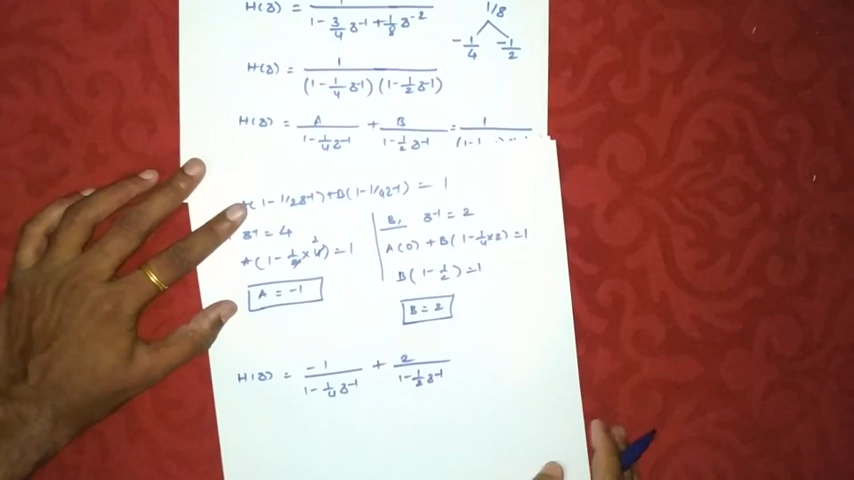 H(z) = 1 / (1 - 3/4 z^-1 + 1/8 z^-2)
1/8
-1/4 -1/2
H(z) = 1 / ((1 - 1/4 z^-1) (1 - 1/2 z^-1))
H(z) = A / (1 - 1/4 z^-1) + B / (1 - 1/2 z^-1) = 1
A(1 - 1/2 z^-1) + B(1 - 1/4 z^-1) = 1
z^-1 = 4
A(1 - 1/2 × 4) = 1
A = -1
B, z^-1 = 2
A(0) + B(1 - 1/4 × 2) = 1
B(1 - 1/2) = 1
B = 2
H(z) = -1 / (1 - 1/4 z^-1) + 2 / (1 - 1/2 z^-1)